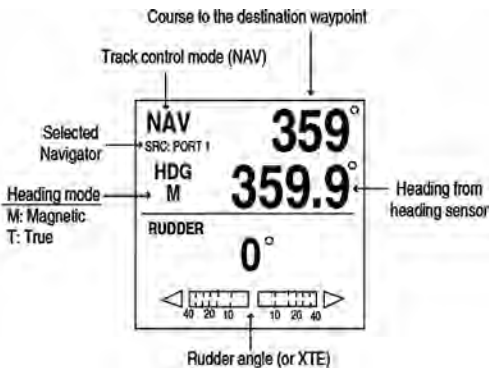 Course to the destination waypoint
Track control mode (NAV)
NAV
359°
Selected
Navigator
SRC: PORT 1
HDG
M
359.9°
Heading mode
M: Magnetic
T: True
Heading from
heading sensor
RUDDER
0°
40 20 10 10 20 40
Rudder angle (or XTE)